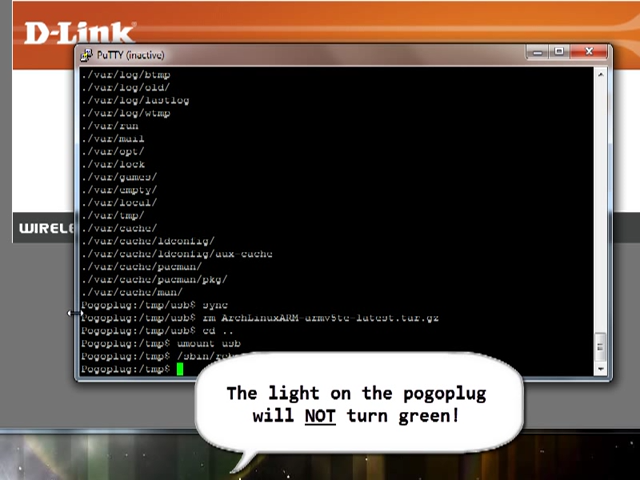 D-Link
PuTTY (inactive)
./var/log/btmp
./var/log/old/
./var/log/lastlog
./var/log/wtmp
./var/run
./var/mail
./var/opt/
./var/lock
./var/games/
./var/empty/
./var/local/
./var/tmp/
./var/cache/
./var/cache/ldconfig/
./var/cache/ldconfig/aux-cache
./var/cache/pacman/
./var/cache/pacman/pkg/
./var/cache/man/
Pogoplug:/tmp/usb$ sync
Pogoplug:/tmp/usb$ rm ArchLinuxARM-armv5te-latest.tar.gz
Pogoplug:/tmp/usb$ cd ..
Pogoplug:/tmp$ umount usb
Pogoplug:/tmp$
Pogoplug:/tmp$
The light on the pogoplug
will NOT turn green!